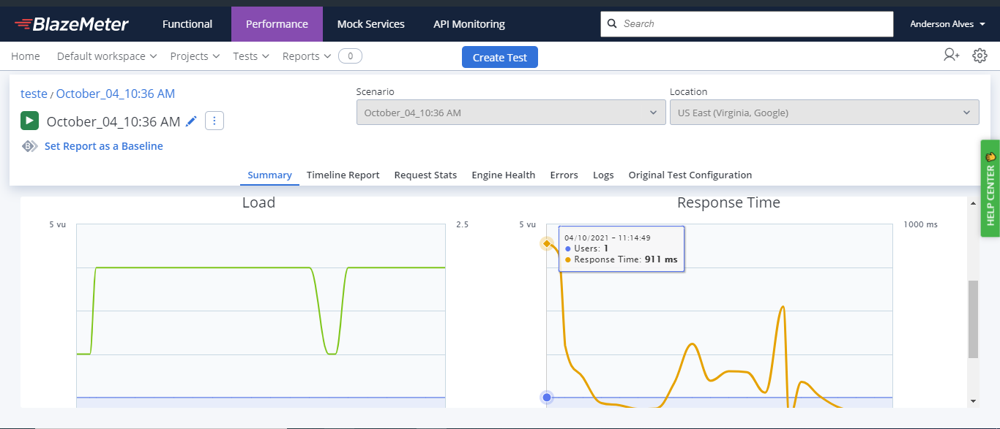 BlazeMeter Functional Performance Mock Services API Monitoring Search Anderson Alves
Home Default workspace Projects Tests Reports 0 Create Test
teste / October_04_10:36 AM
Scenario Location
October_04_10:36 AM US East (Virginia, Google)
October_04_10:36 AM
Set Report as a Baseline
HELP CENTER
Summary Timeline Report Request Stats Engine Health Errors Logs Original Test Configuration
Load Response Time
5 vu 2.5 5 vu 1000 ms
04/10/2021 - 11:14:49
Users: 1
Response Time: 911 ms